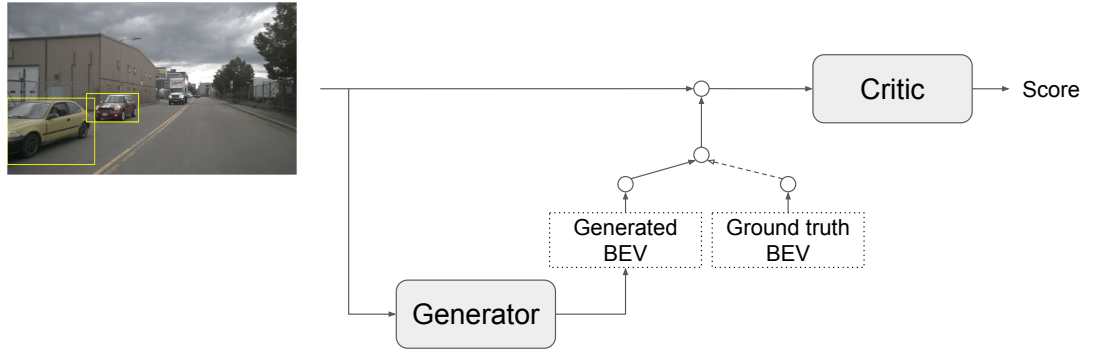 Critic
Score
Generated
BEV
Ground truth
BEV
Generator